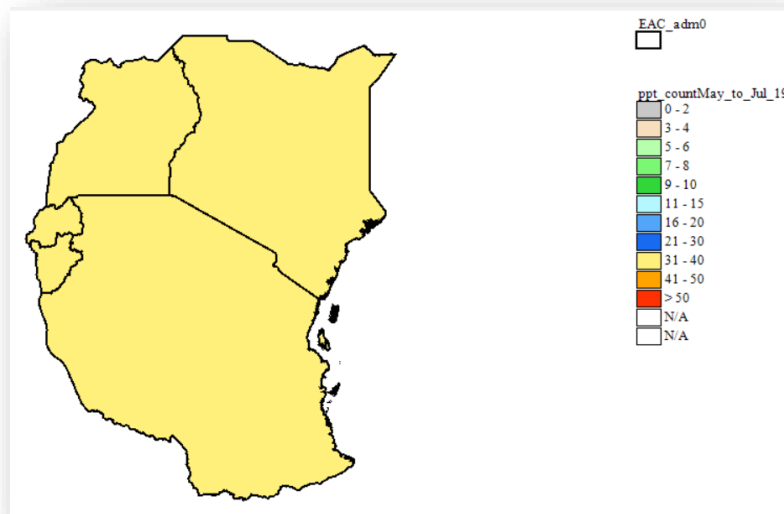 EAC_adm0
ppt_countMay_to_Jul_19
0 - 2
3 - 4
5 - 6
7 - 8
9 - 10
11 - 15
16 - 20
21 - 30
31 - 40
41 - 50
> 50
N/A
N/A